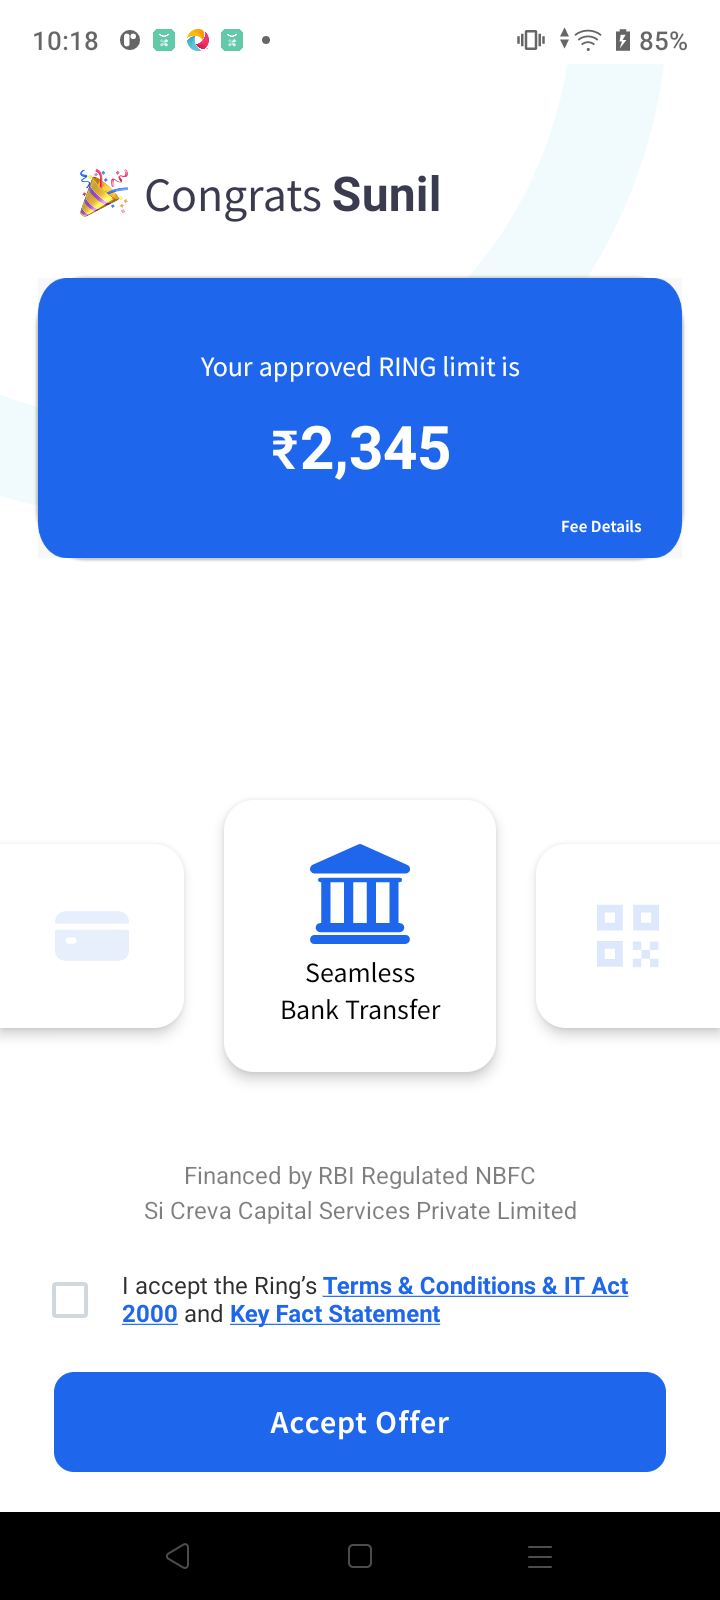 10:18
85%
Congrats Sunil
Your approved RING limit is
₹2,345
Fee Details
Seamless
Bank Transfer
Financed by RBI Regulated NBFC
Si Creva Capital Services Private Limited
I accept the Ring’s Terms & Conditions & IT Act
2000 and Key Fact Statement
Accept Offer